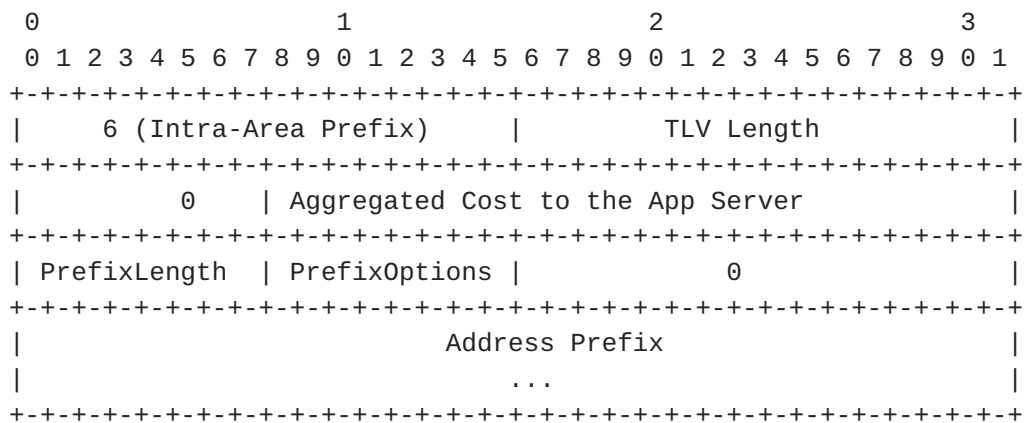 0                   1                   2                   3
 0 1 2 3 4 5 6 7 8 9 0 1 2 3 4 5 6 7 8 9 0 1 2 3 4 5 6 7 8 9 0 1
+-+-+-+-+-+-+-+-+-+-+-+-+-+-+-+-+-+-+-+-+-+-+-+-+-+-+-+-+-+-+-+-+
|     6 (Intra-Area Prefix)     |         TLV Length            |
+-+-+-+-+-+-+-+-+-+-+-+-+-+-+-+-+-+-+-+-+-+-+-+-+-+-+-+-+-+-+-+-+
|          0    | Aggregated Cost to the App Server             |
+-+-+-+-+-+-+-+-+-+-+-+-+-+-+-+-+-+-+-+-+-+-+-+-+-+-+-+-+-+-+-+-+
| PrefixLength  | PrefixOptions |             0                 |
+-+-+-+-+-+-+-+-+-+-+-+-+-+-+-+-+-+-+-+-+-+-+-+-+-+-+-+-+-+-+-+-+
|                           Address Prefix                      |
|                               ...                             |
+-+-+-+-+-+-+-+-+-+-+-+-+-+-+-+-+-+-+-+-+-+-+-+-+-+-+-+-+-+-+-+-+